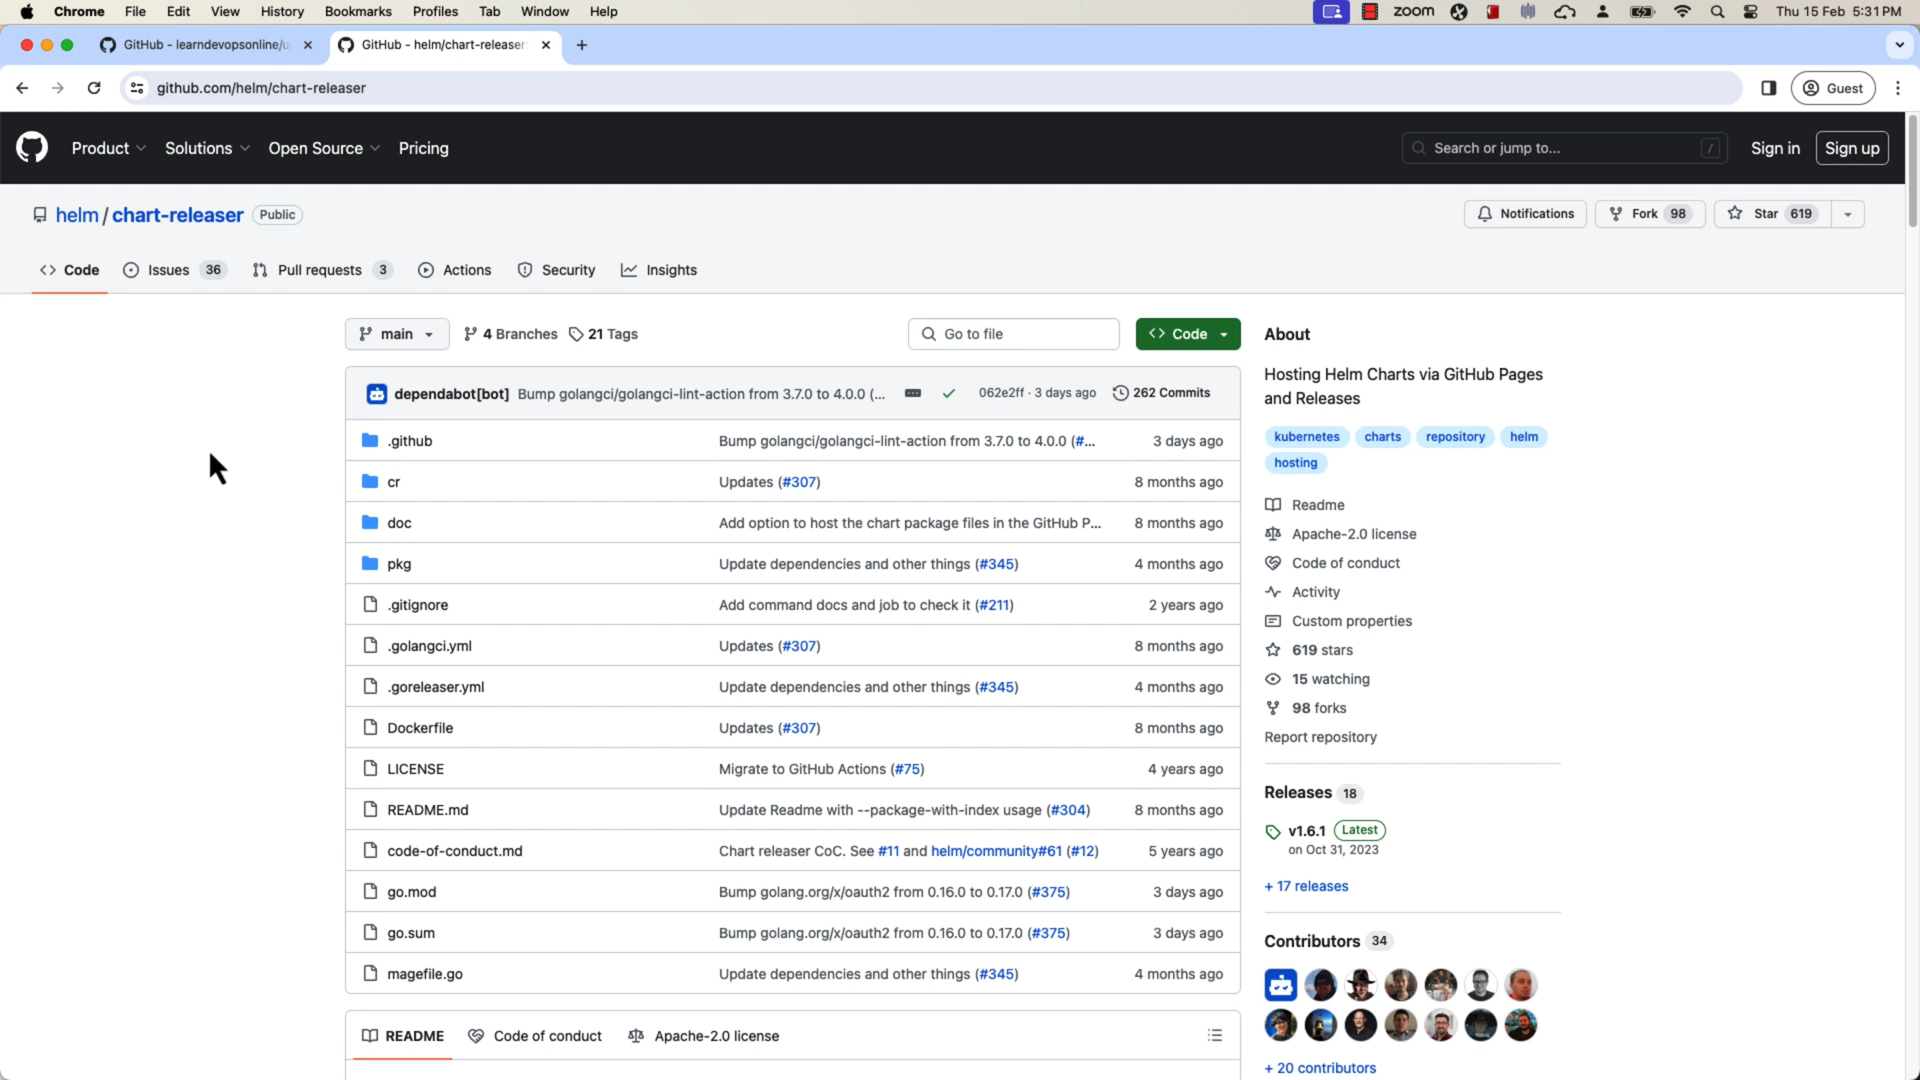 Chrome File Edit View History Bookmarks Profiles Tab Window Help zoom Thu 15 Feb 5:31 PM
GitHub - learndevopsonline/u GitHub - helm/chart-releaser
github.com/helm/chart-releaser Guest
Product Solutions Open Source Pricing Search or jump to... / Sign in Sign up
helm / chart-releaser Public Notifications Fork 98 Star 619
Code Issues 36 Pull requests 3 Actions Security Insights
main 4 Branches 21 Tags Go to file Code
dependabot[bot] Bump golangci/golangci-lint-action from 3.7.0 to 4.0.0 (... 062e2ff · 3 days ago 262 Commits
.github Bump golangci/golangci-lint-action from 3.7.0 to 4.0.0 (#... 3 days ago
cr Updates (#307) 8 months ago
doc Add option to host the chart package files in the GitHub P... 8 months ago
pkg Update dependencies and other things (#345) 4 months ago
.gitignore Add command docs and job to check it (#211) 2 years ago
.golangci.yml Updates (#307) 8 months ago
.goreleaser.yml Update dependencies and other things (#345) 4 months ago
Dockerfile Updates (#307) 8 months ago
LICENSE Migrate to GitHub Actions (#75) 4 years ago
README.md Update Readme with --package-with-index usage (#304) 8 months ago
code-of-conduct.md Chart releaser CoC. See #11 and helm/community#61 (#12) 5 years ago
go.mod Bump golang.org/x/oauth2 from 0.16.0 to 0.17.0 (#375) 3 days ago
go.sum Bump golang.org/x/oauth2 from 0.16.0 to 0.17.0 (#375) 3 days ago
magefile.go Update dependencies and other things (#345) 4 months ago
README Code of conduct Apache-2.0 license
About
Hosting Helm Charts via GitHub Pages
and Releases
kubernetes charts repository helm
hosting
Readme
Apache-2.0 license
Code of conduct
Activity
Custom properties
619 stars
15 watching
98 forks
Report repository
Releases 18
v1.6.1 Latest
on Oct 31, 2023
+ 17 releases
Contributors 34
+ 20 contributors